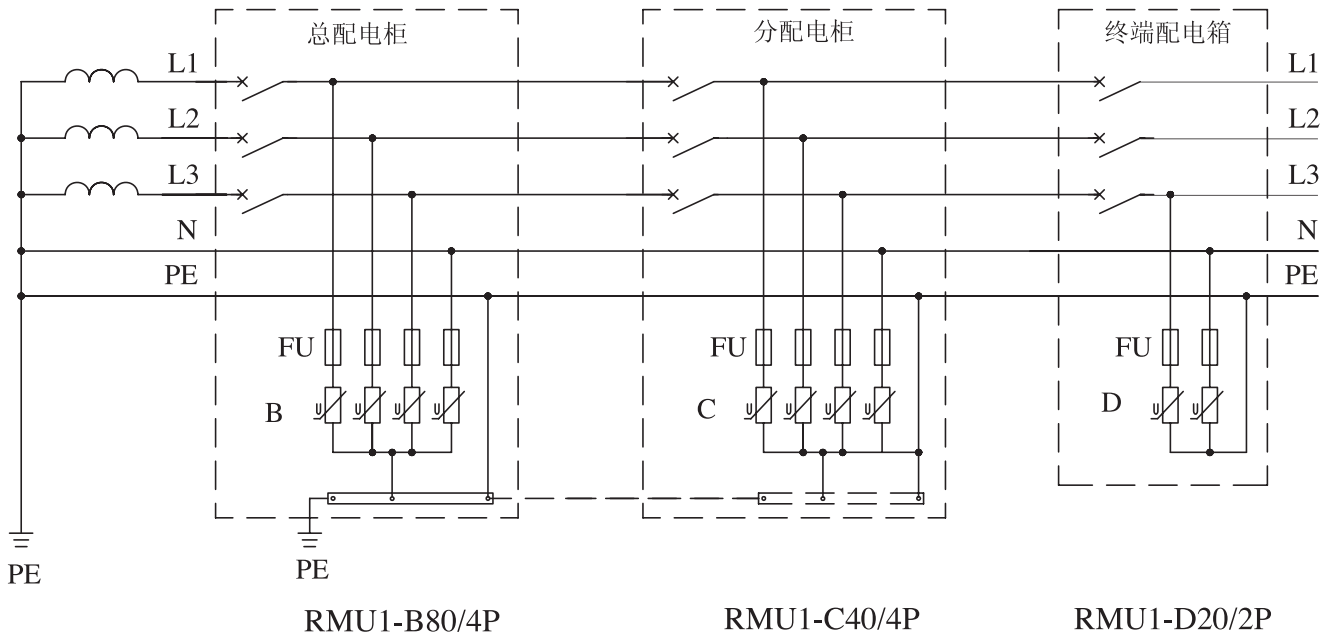 总配电柜
分配电柜
终端配电箱
L1
L1
L2
L2
L3
L3
N
N
PE
PE
FU
FU
FU
B
C
D
U U U U
U U U U
U U
PE
PE
RMU1-B80/4P
RMU1-C40/4P
RMU1-D20/2P